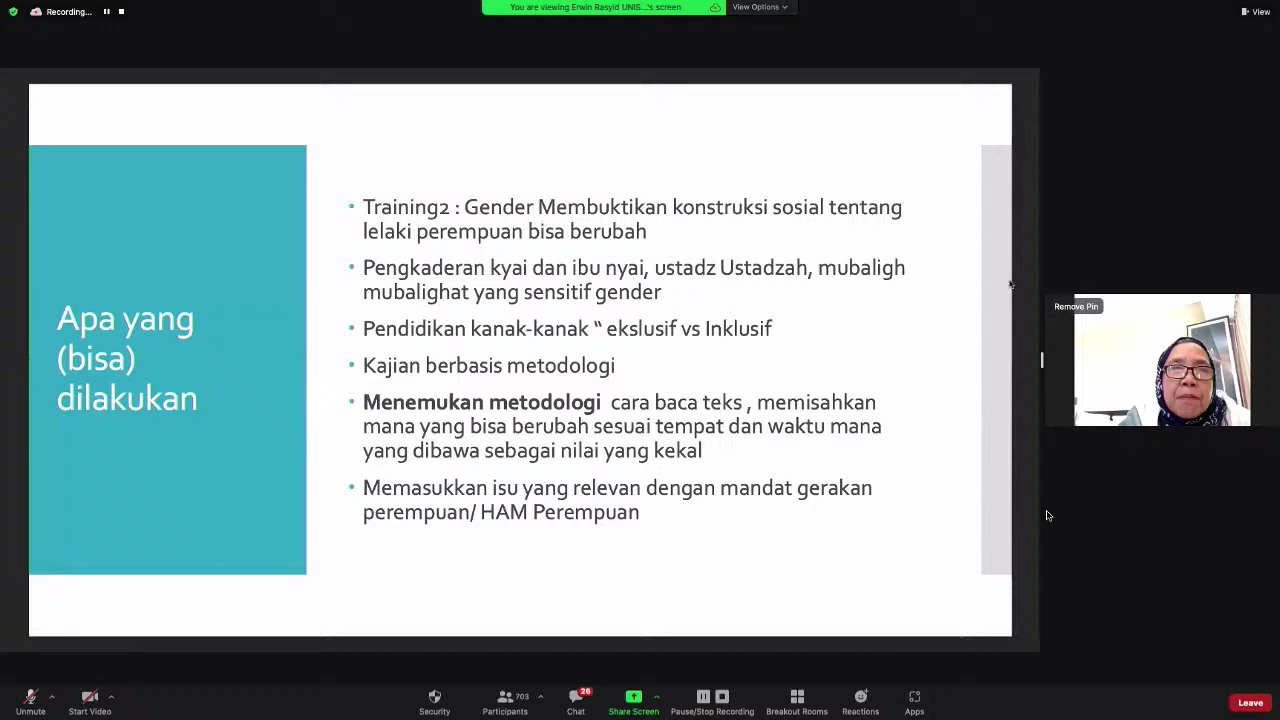 Recording...
You are viewing Erwin Rasyid UNIS...'s screen
View Options
View
Apa yang
(bisa)
dilakukan
• Training2 : Gender Membuktikan konstruksi sosial tentang
lelaki perempuan bisa berubah
• Pengkaderan kyai dan ibu nyai, ustadz Ustadzah, mubaligh
mubalighat yang sensitif gender
• Pendidikan kanak-kanak “ ekslusif vs Inklusif
• Kajian berbasis metodologi
• Menemukan metodologi cara baca teks , memisahkan
mana yang bisa berubah sesuai tempat dan waktu mana
yang dibawa sebagai nilai yang kekal
• Memasukkan isu yang relevan dengan mandat gerakan
perempuan/ HAM Perempuan
Remove Pin
Unmute
Start Video
Security
703
Participants
26
Chat
Share Screen
Pause/Stop Recording
Breakout Rooms
Reactions
Apps
Leave